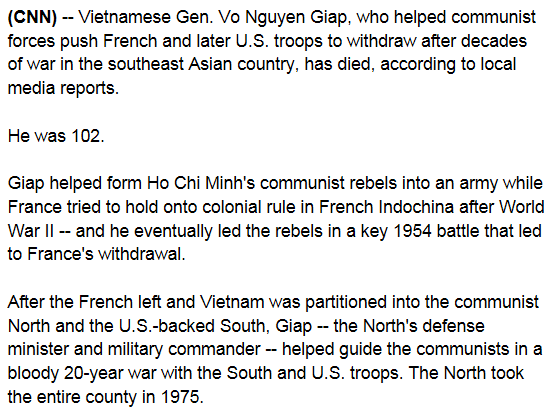 (CNN) -- Vietnamese Gen. Vo Nguyen Giap, who helped communist
forces push French and later U.S. troops to withdraw after decades
of war in the southeast Asian country, has died, according to local
media reports.
He was 102.
Giap helped form Ho Chi Minh's communist rebels into an army while
France tried to hold onto colonial rule in French Indochina after World
War II -- and he eventually led the rebels in a key 1954 battle that led
to France's withdrawal.
After the French left and Vietnam was partitioned into the communist
North and the U.S.-backed South, Giap -- the North's defense
minister and military commander -- helped guide the communists in a
bloody 20-year war with the South and U.S. troops. The North took
the entire county in 1975.